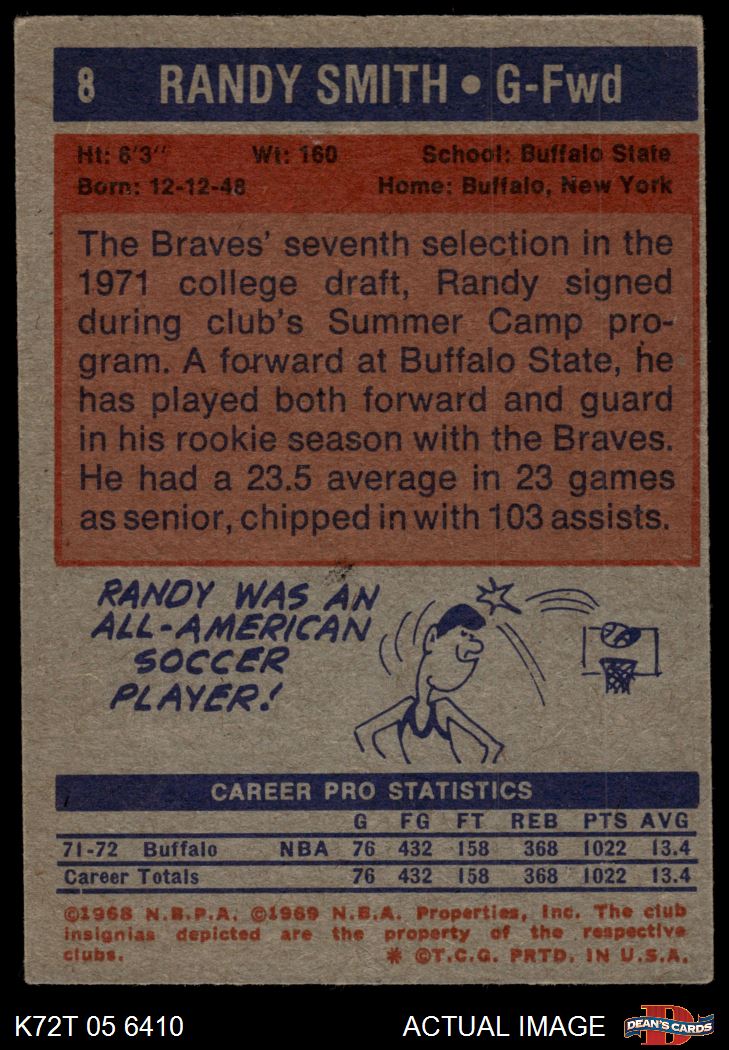 8 RANDY SMITH • G-Fwd
Ht: 6'3" Wt: 160 School: Buffalo State
Born: 12-12-48 Home: Buffalo, New York
The Braves' seventh selection in the
1971 college draft, Randy signed
during club's Summer Camp pro-
gram. A forward at Buffalo State, he
has played both forward and guard
in his rookie season with the Braves.
He had a 23.5 average in 23 games
as senior, chipped in with 103 assists.
RANDY WAS AN
ALL-AMERICAN
SOCCER
PLAYER!
CAREER PRO STATISTICS
G FG FT REB PTS AVG
71-72 Buffalo NBA 76 432 158 368 1022 13.4
Career Totals 76 432 158 368 1022 13.4
©1968 N.B.P.A. ©1969 N.B.A. Properties, Inc. The club
insignias depicted are the property of the respective
clubs. * ©T.C.G. PRTD. IN U.S.A.
K72T 05 6410 ACTUAL IMAGE DEAN'S CARDS